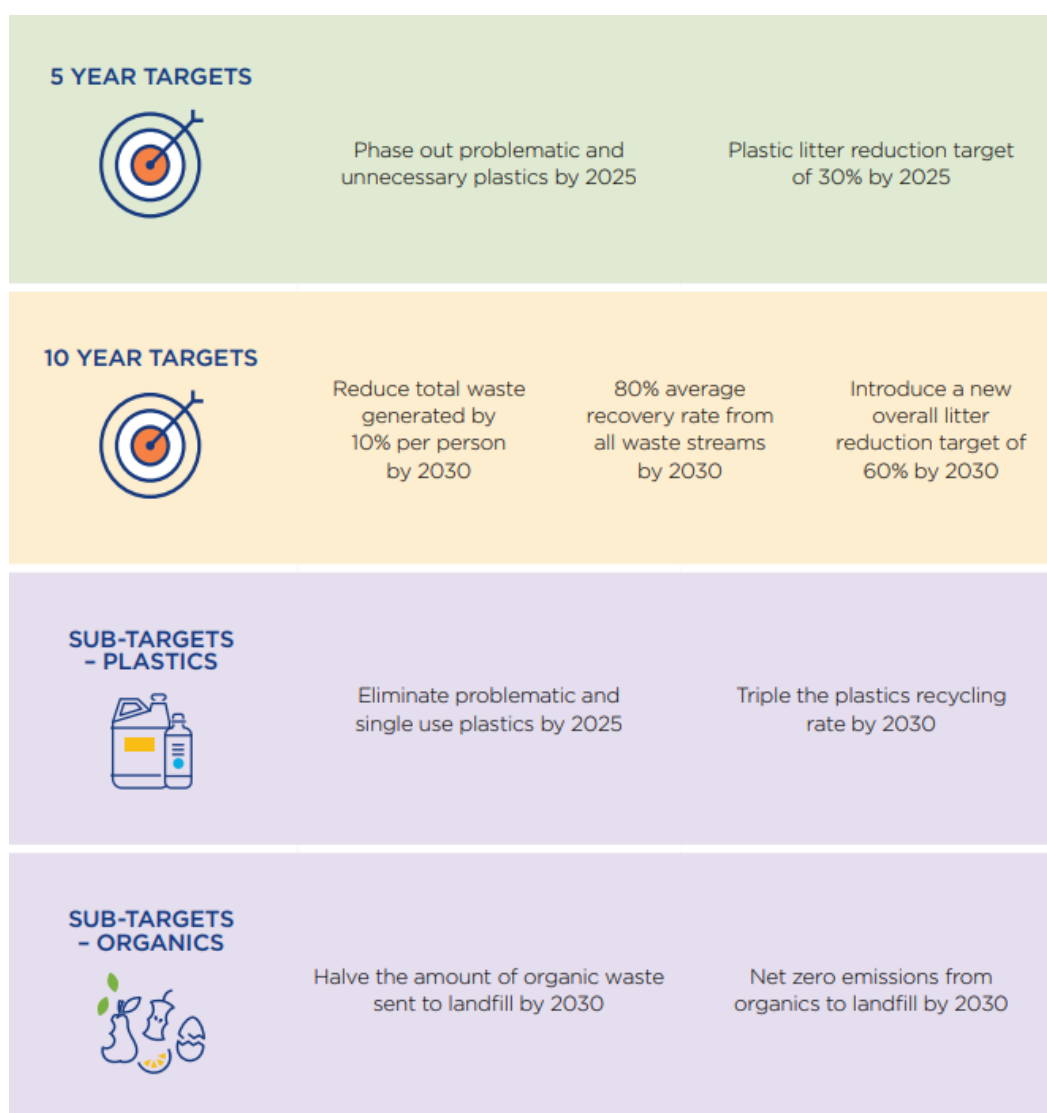 5 YEAR TARGETS
Phase out problematic and
unnecessary plastics by 2025
Plastic litter reduction target
of 30% by 2025
10 YEAR TARGETS
Reduce total waste
generated by
10% per person
by 2030
80% average
recovery rate from
all waste streams
by 2030
Introduce a new
overall litter
reduction target of
60% by 2030
SUB-TARGETS
– PLASTICS
Eliminate problematic and
single use plastics by 2025
Triple the plastics recycling
rate by 2030
SUB-TARGETS
– ORGANICS
Halve the amount of organic waste
sent to landfill by 2030
Net zero emissions from
organics to landfill by 2030